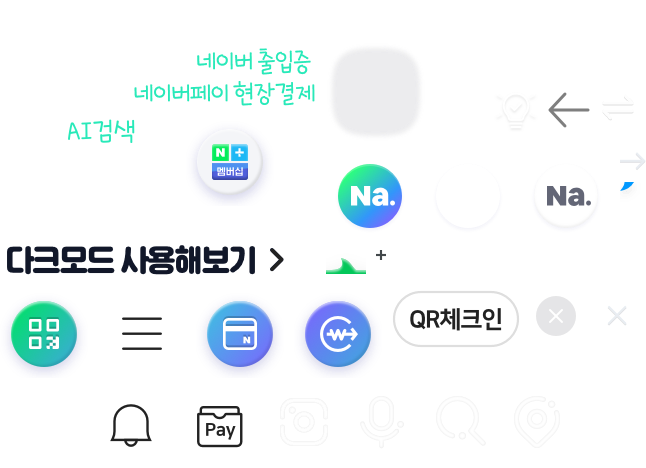 네이버 출입증
네이버페이 현장결제
AI검색
N +
멤버십
Na.
Na.
다크모드 사용해보기
N
W
QR체크인
Pay